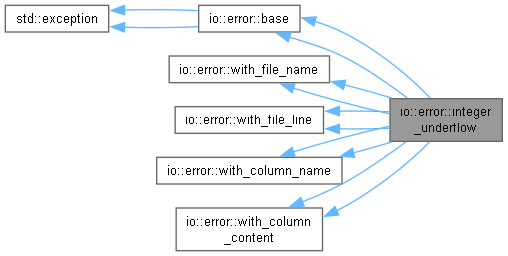 std::exception
io::error::base
io::error::with_file_name
io::error::with_file_line
io::error::with_column_name
io::error::with_column
_content
io::error::integer
_underflow